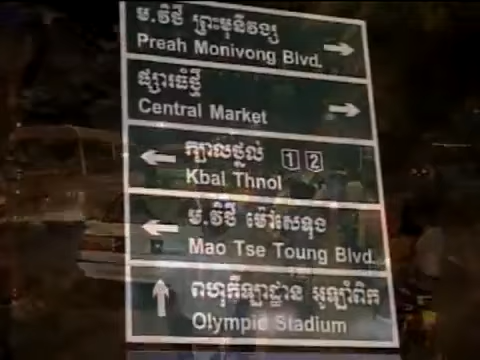 ម.វិថី ព្រះមុនីវង្ស
Preah Monivong Blvd.
ផ្សារធំថ្មី
Central Market
ក្បាលថ្នល់ 1 2
Kbal Thnol
ម.វិថី ម៉ៅសេទុង
Mao Tse Toung Blvd.
ពហុកីឡាដ្ឋាន អូឡាំពិក
Olympic Stadium